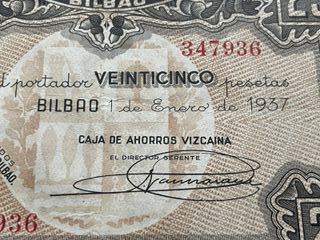 BILBAO
347936
portador VEINTICINCO pesetas
BILBAO 1 de Enero de 1937
CAJA DE AHORROS VIZCAINA
EL DIRECTOR GERENTE
BILBAO.
936